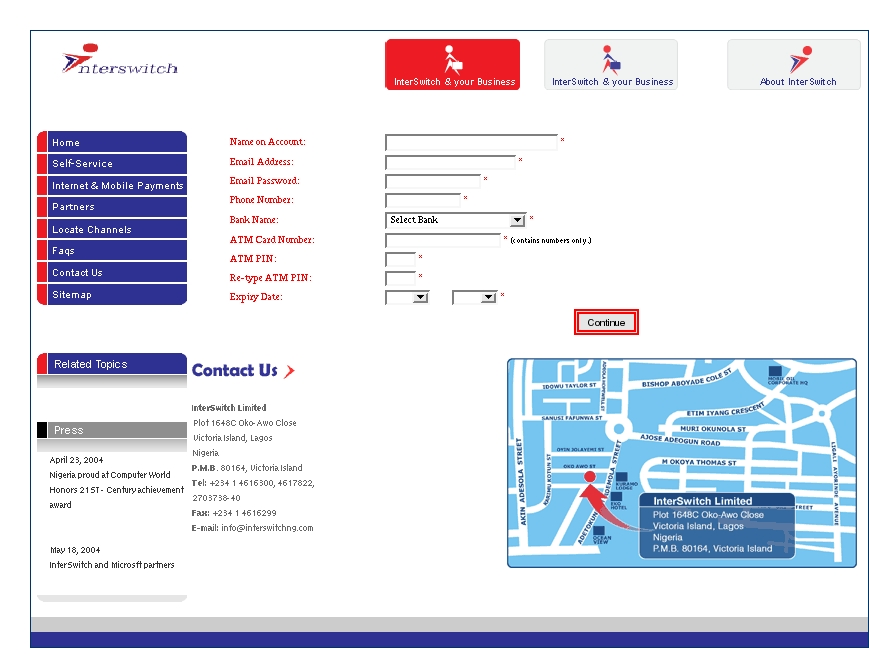 nterswitch
InterSwitch & your Business
InterSwitch & your Business
About InterSwitch
Home
Self-Service
Internet & Mobile Payments
Partners
Locate Channels
Faqs
Contact Us
Sitemap
Name on Account: *
Email Address: *
Email Password: *
Phone Number: *
Bank Name: Select Bank *
ATM Card Number: * (contains numbers only.)
ATM PIN: *
Re-type ATM PIN: *
Expiry Date: *
Continue
Related Topics
Press
April 23, 2004
Nigeria proud at Computer World
Honors 21ST- Century achievement
award
May 18, 2004
InterSwitch and Microsft partners
Contact Us
InterSwitch Limited
Plot 1648C Oko-Awo Close
Victoria Island, Lagos
Nigeria
P.M.B. 80164, Victoria Island
Tel: +234 1 4616300, 4617822,
2703738-40
Fax: +234 1 4616299
E-mail: info@interswitchng.com
IDOWU TAYLOR ST
BISHOP ABOYADE COLE ST
MOBIL OIL
CORPORATE HQ
SANUSI FAFUNWA ST
ETIM IYANG CRESCENT
MURI OKUNOLA ST
AJOSE ADEOGUN ROAD
OYIN JOLAYEMI ST
OKO AWO ST
M OKOYA THOMAS ST
AKIN ADESOLA STREET
KARIMU KOTUN ST
LIGALI AYORINDE AVENUE
KURAMO
LODGE
EKO
HOTEL
OCEAN
VIEW
TREET
InterSwitch Limited
Plot 1648C Oko-Awo Close
Victoria Island, Lagos
Nigeria
P.M.B. 80164, Victoria Island